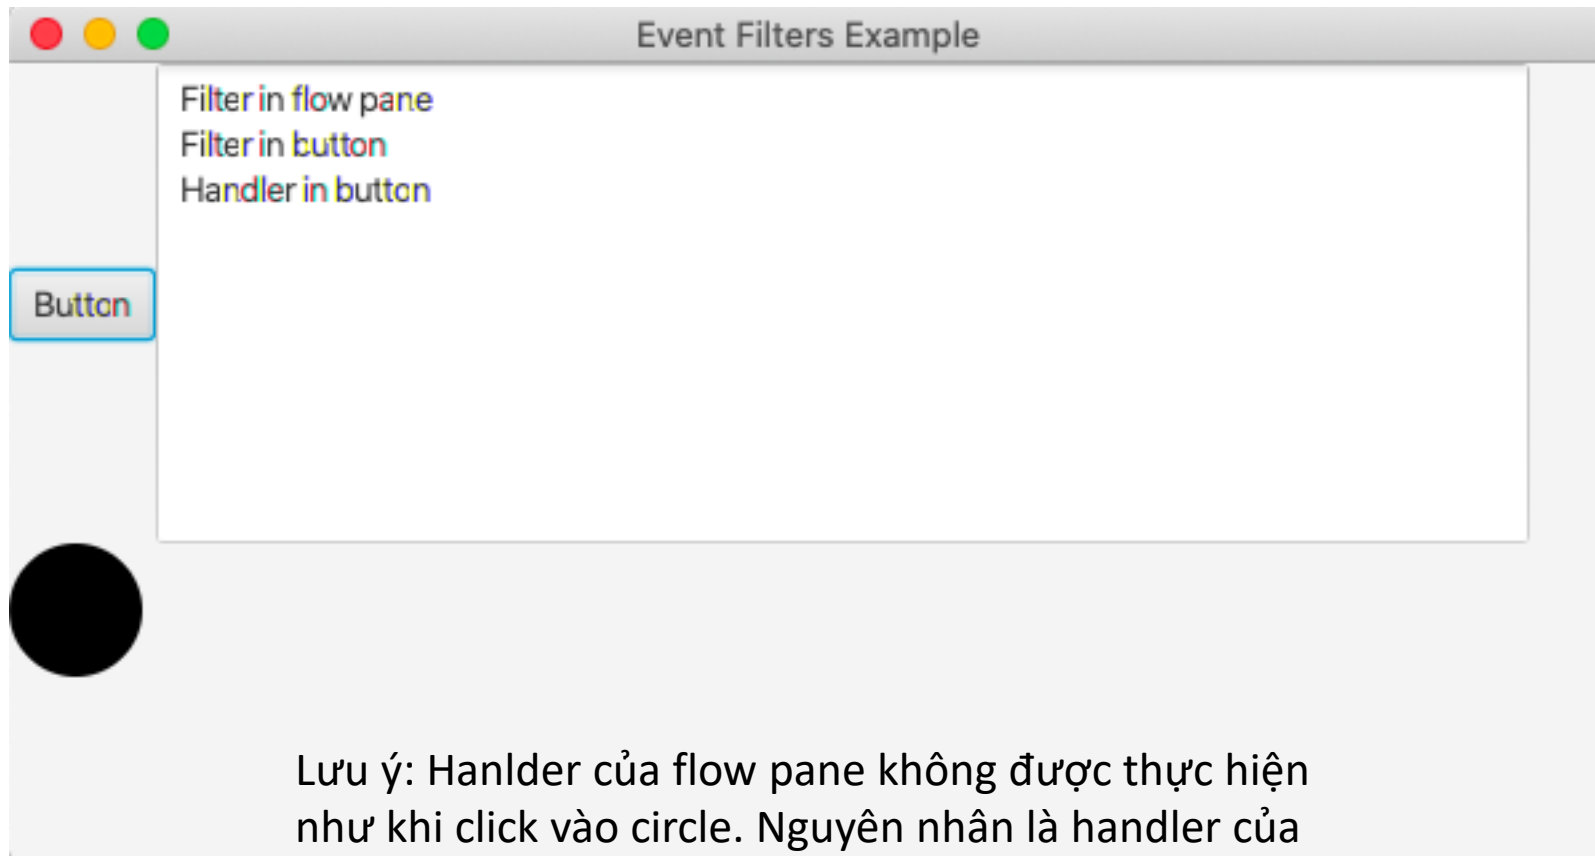 Event Filters Example
Filter in flow pane
Filter in button
Handler in button
Button
Lưu ý: Hanlder của flow pane không được thực hiện
như khi click vào circle. Nguyên nhân là handler của